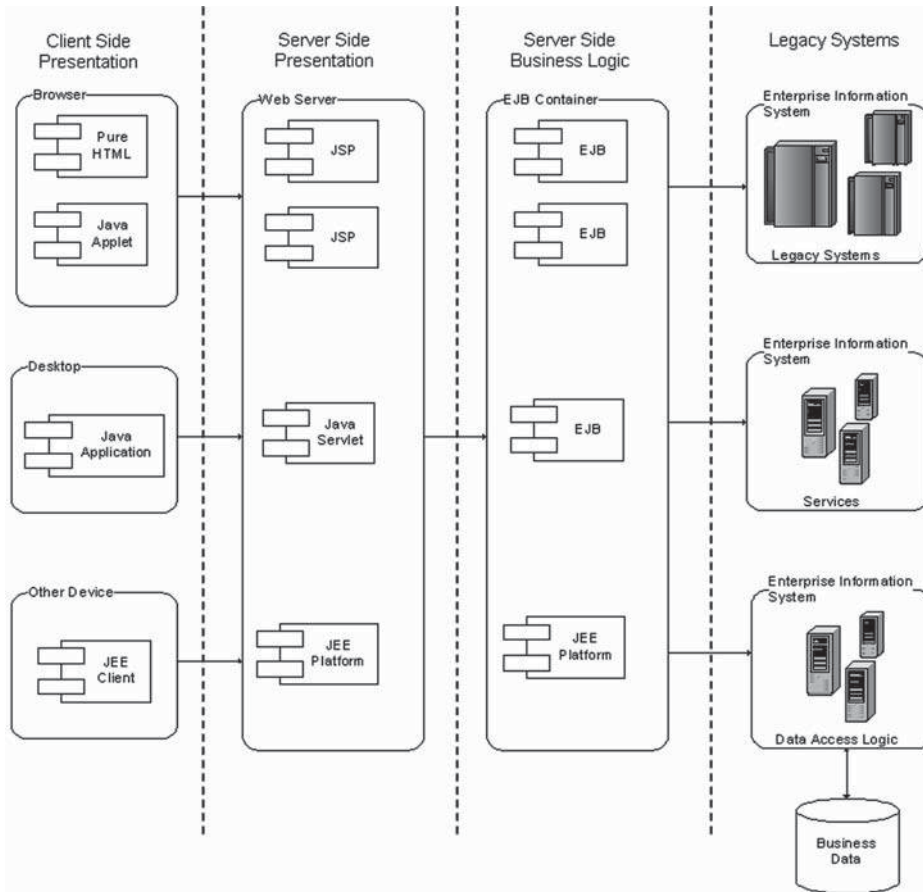 Client Side
Presentation
Server Side
Presentation
Server Side
Business Logic
Legacy Systems
Browser
Pure
HTML
Java
Applet
Desktop
Java
Application
Other Device
JEE
Client
Web Server
JSP
JSP
Java
Servlet
JEE
Platform
EJB Container
EJB
EJB
EJB
JEE
Platform
Enterprise Information
System
Legacy Systems
Enterprise Information
System
Services
Enterprise Information
System
Data Access Logic
Business
Data